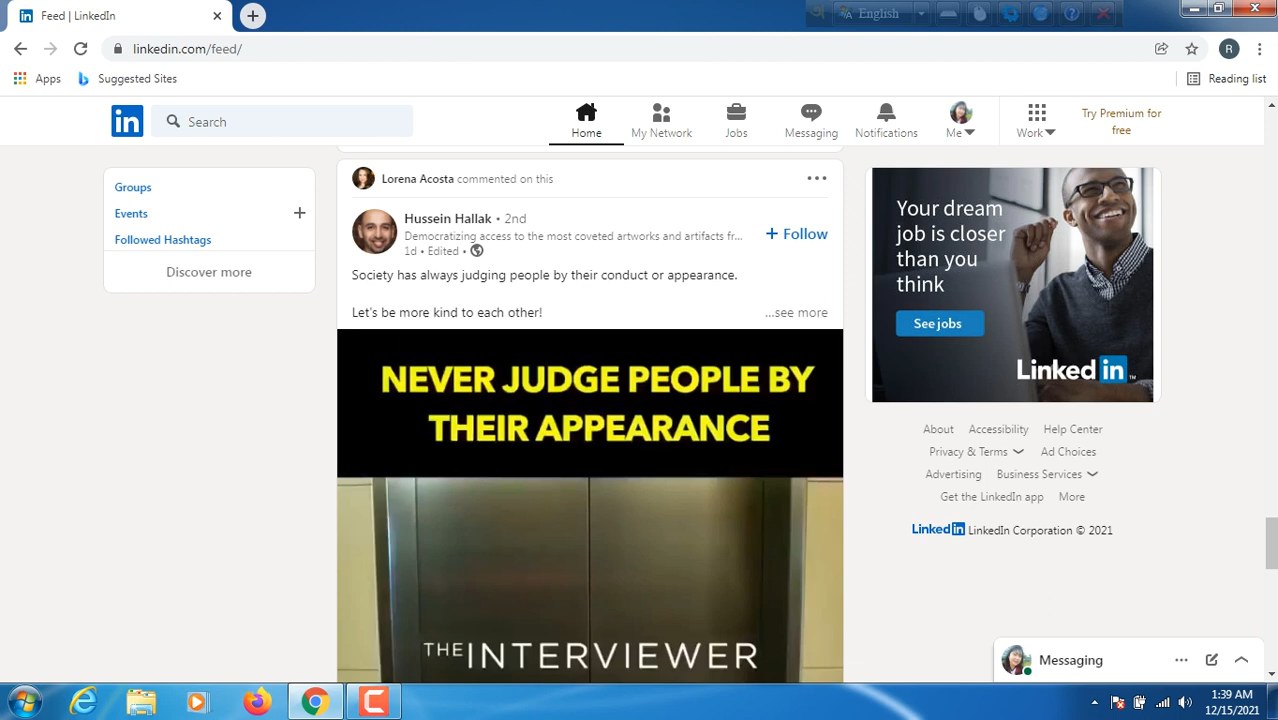 Feed | LinkedIn
English
linkedin.com/feed/
R
Apps
Suggested Sites
Reading list
in
Search
Home
My Network
Jobs
Messaging
Notifications
Me
Work
Try Premium for
free
Groups
Events
Followed Hashtags
Discover more
Lorena Acosta commented on this
Hussein Hallak • 2nd
Democratizing access to the most coveted artworks and artifacts fr...
1d • Edited •
+ Follow
Society has always judging people by their conduct or appearance.
Let's be more kind to each other!
...see more
NEVER JUDGE PEOPLE BY
THEIR APPEARANCE
THE INTERVIEWER
Your dream
job is closer
than you
think
See jobs
Linked in
About Accessibility Help Center
Privacy & Terms Ad Choices
Advertising Business Services
Get the LinkedIn app More
Linked in LinkedIn Corporation © 2021
Messaging
1:39 AM
12/15/2021